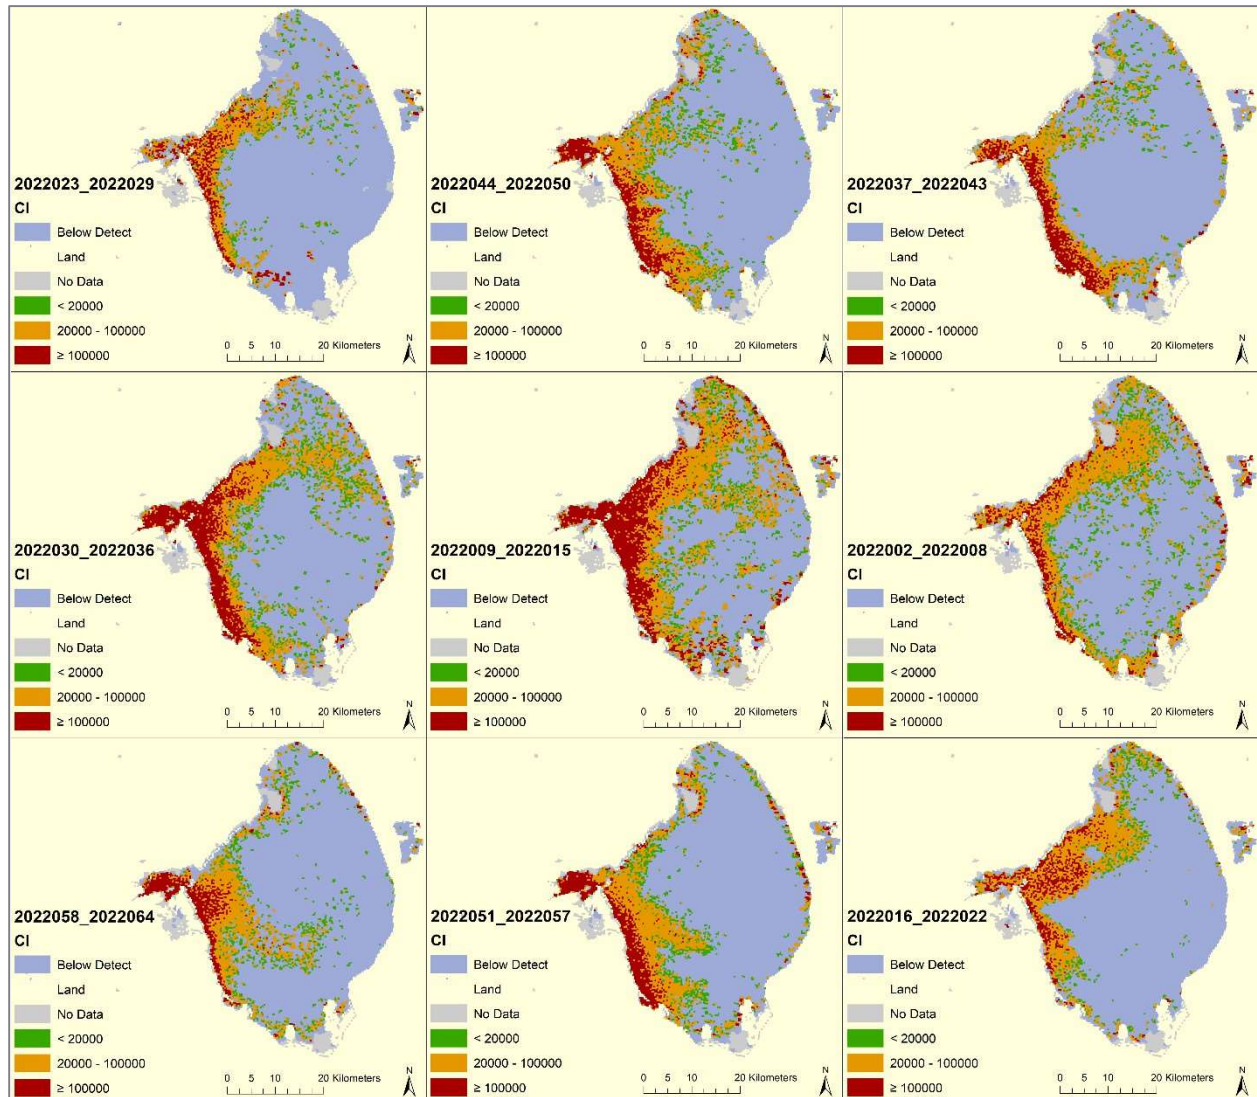 2022023_2022029
CI
Below Detect
Land
No Data
< 20000
20000 - 100000
≥ 100000
0 5 10 20 Kilometers
N
2022044_2022050
CI
Below Detect
Land
No Data
< 20000
20000 - 100000
≥ 100000
0 5 10 20 Kilometers
N
2022037_2022043
CI
Below Detect
Land
No Data
< 20000
20000 - 100000
≥ 100000
0 5 10 20 Kilometers
N
2022030_2022036
CI
Below Detect
Land
No Data
< 20000
20000 - 100000
≥ 100000
0 5 10 20 Kilometers
N
2022009_2022015
CI
Below Detect
Land
No Data
< 20000
20000 - 100000
≥ 100000
0 5 10 20 Kilometers
N
2022002_2022008
CI
Below Detect
Land
No Data
< 20000
20000 - 100000
≥ 100000
0 5 10 20 Kilometers
N
2022058_2022064
CI
Below Detect
Land
No Data
< 20000
20000 - 100000
≥ 100000
0 5 10 20 Kilometers
N
2022051_2022057
CI
Below Detect
Land
No Data
< 20000
20000 - 100000
≥ 100000
0 5 10 20 Kilometers
N
2022016_2022022
CI
Below Detect
Land
No Data
< 20000
20000 - 100000
≥ 100000
0 5 10 20 Kilometers
N